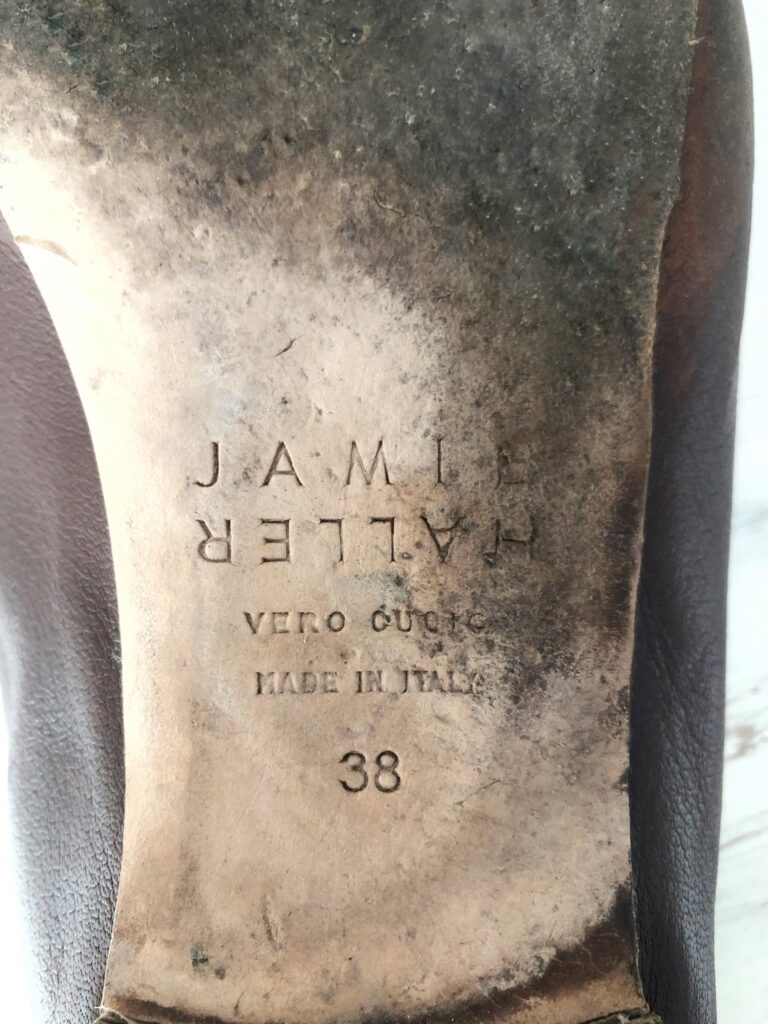 JAMIE
HALLER
VERO CUOIO
MADE IN ITALY
38